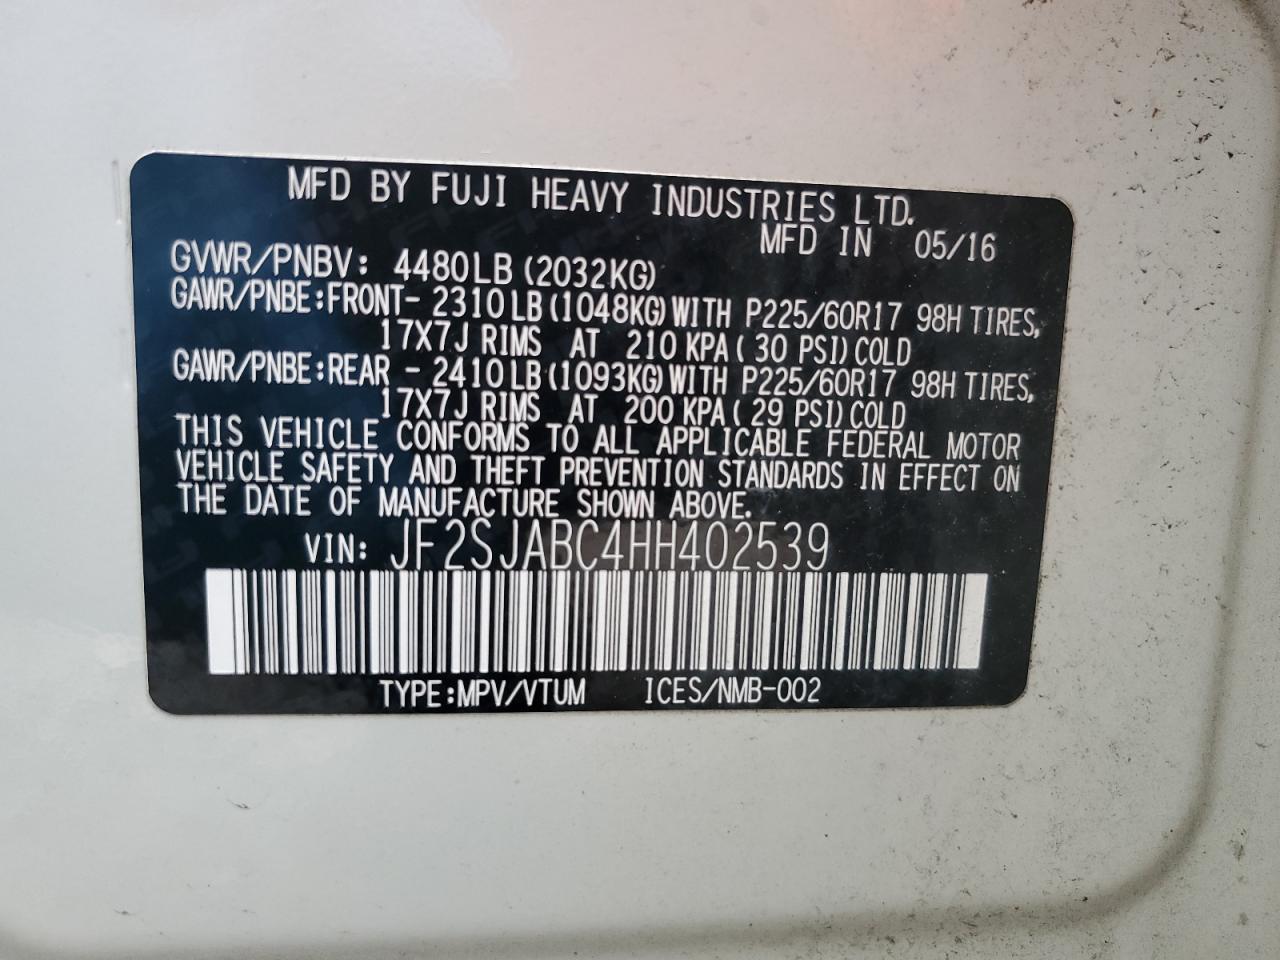 MFD BY FUJI HEAVY INDUSTRIES LTD.
MFD IN 05/16
GVWR/PNBV: 4480LB (2032KG)
GAWR/PNBE:FRONT- 2310 LB (1048KG) WITH P225/60R17 98H TIRES,
17X7J RIMS AT 210 KPA ( 30 PSI) COLD
GAWR/PNBE:REAR - 2410 LB (1093KG) WITH P225/60R17 98H TIRES,
17X7J RIMS AT 200 KPA ( 29 PSI) COLD
THIS VEHICLE CONFORMS TO ALL APPLICABLE FEDERAL MOTOR
VEHICLE SAFETY AND THEFT PREVENTION STANDARDS IN EFFECT ON
THE DATE OF MANUFACTURE SHOWN ABOVE.
VIN: JF2SJABC4HH402539
TYPE:MPV/VTUM ICES/NMB-002